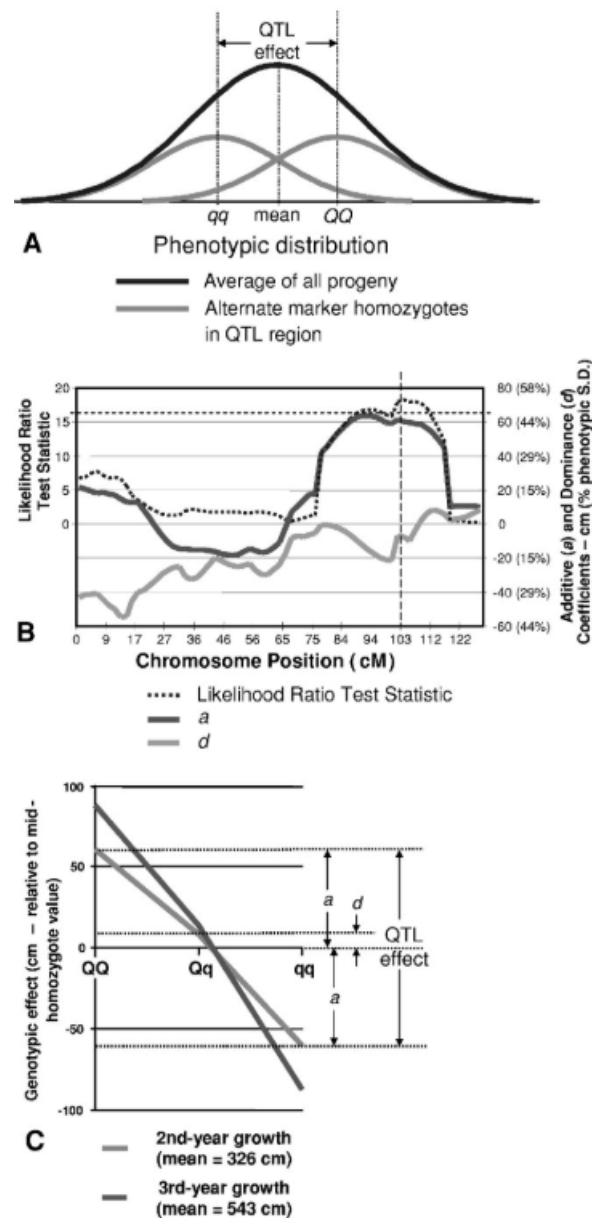 QTL
effect
qq mean QQ
A
Phenotypic distribution
Average of all progeny
Alternate marker homozygotes
in QTL region
Likelihood Ratio
Test Statistic
20
15
10
5
0
80 (58%)
60 (44%)
40 (29%)
20 (15%)
0
-20 (15%)
-40 (29%)
-60 (44%)
Additive (a) and Dominance (d)
Coefficients – cm (% phenotypic S.D.)
0 9 17 27 36 46 56 65 75 84 94 103 112 122
B
Chromosome Position (cM)
Likelihood Ratio Test Statistic
a
d
Genotypic effect (cm – relative to mid-
homozygote value)
100
50
0
-50
-100
QQ Qq qq
a
d
QTL
effect
a
C
2nd-year growth
(mean = 326 cm)
3rd-year growth
(mean = 543 cm)